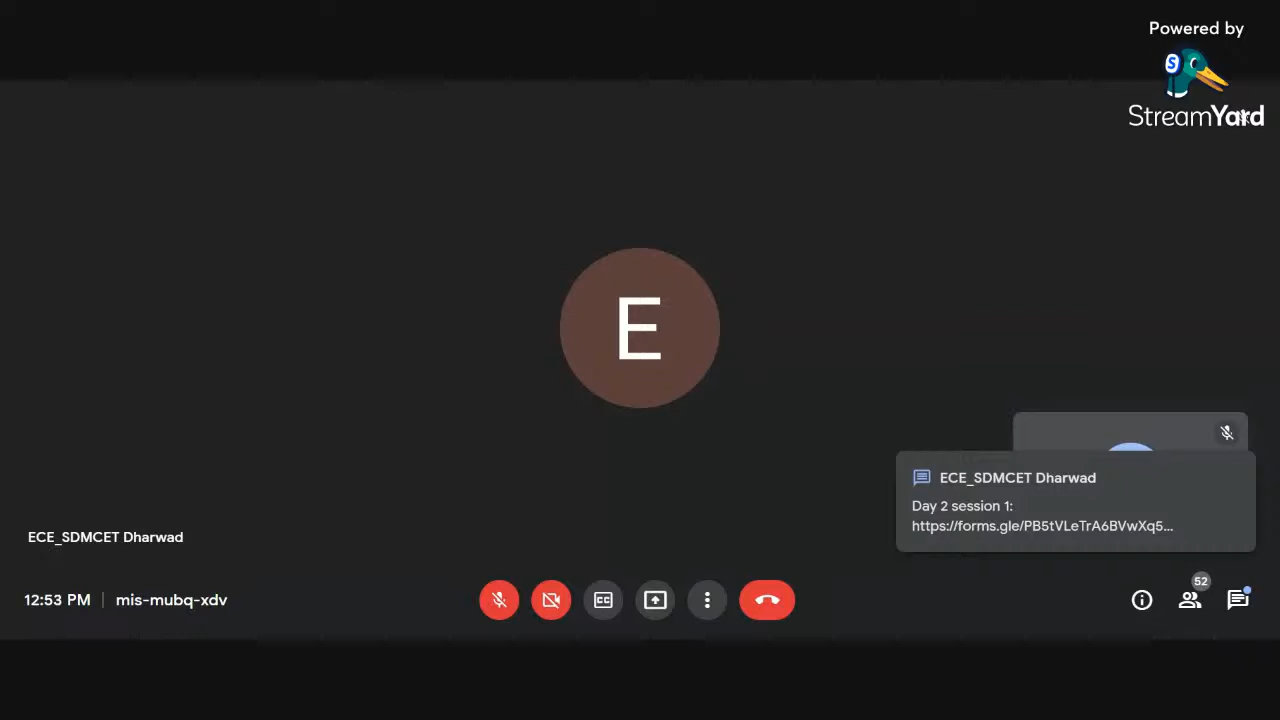 Powered by
StreamYard
E
ECE_SDMCET Dharwad
Day 2 session 1:
https://forms.gle/PB5tVLeTrA6BVwXq5...
ECE_SDMCET Dharwad
52
12:53 PM | mis-mubq-xdv
CC